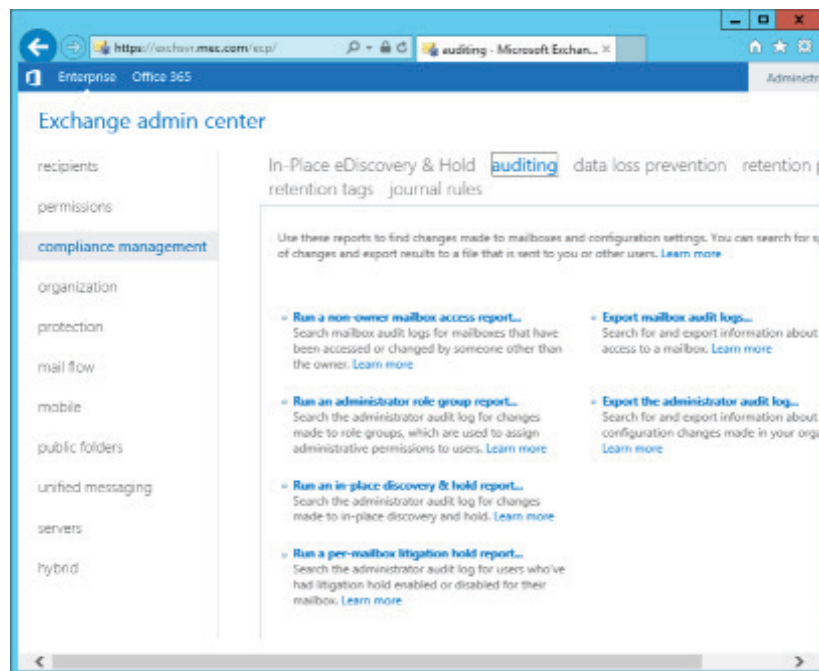 https://exchsvr.mec.com/ecp/
auditing - Microsoft Exchan...
Enterprise Office 365
Administr
Exchange admin center
recipients
permissions
compliance management
organization
protection
mail flow
mobile
public folders
unified messaging
servers
hybrid
In-Place eDiscovery & Hold auditing data loss prevention retention p
retention tags journal rules
Use these reports to find changes made to mailboxes and configuration settings. You can search for sp
of changes and export results to a file that is sent to you or other users. Learn more
Run a non-owner mailbox access report...
Search mailbox audit logs for mailboxes that have
been accessed or changed by someone other than
the owner. Learn more
Run an administrator role group report...
Search the administrator audit log for changes
made to role groups, which are used to assign
administrative permissions to users. Learn more
Run an in-place discovery & hold report...
Search the administrator audit log for changes
made to in-place discovery and hold. Learn more
Run a per-mailbox litigation hold report...
Search the administrator audit log for users who've
had litigation hold enabled or disabled for their
mailbox. Learn more
Export mailbox audit logs...
Search for and export information about
access to a mailbox. Learn more
Export the administrator audit log...
Search for and export information about
configuration changes made in your orga
Learn more